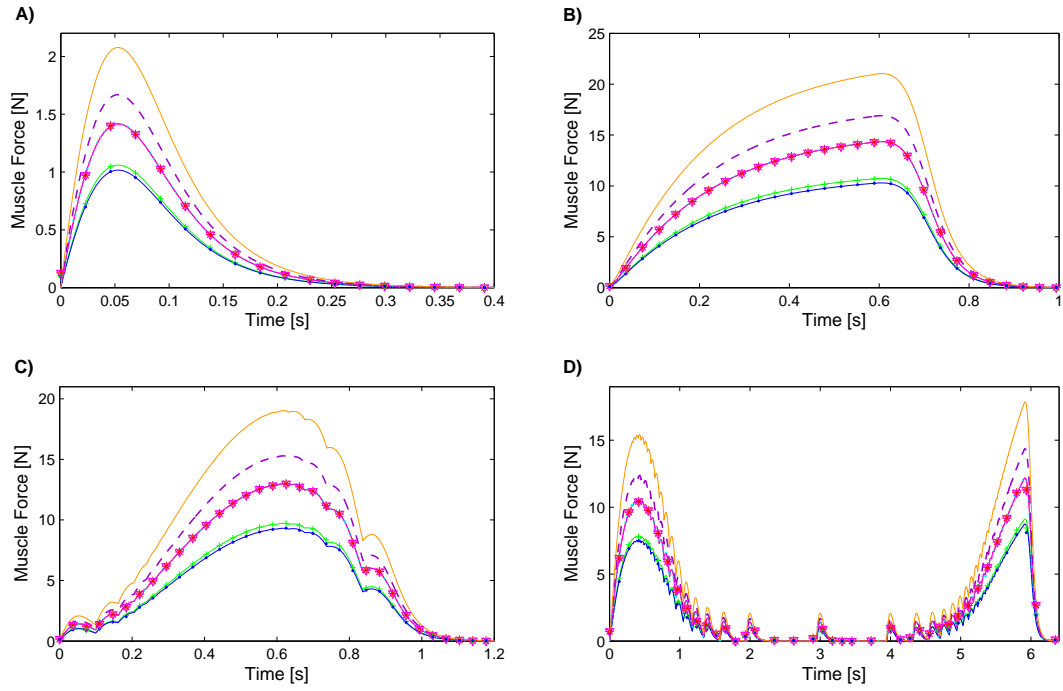 A)
Muscle Force [N]
2
1.5
1
0.5
0
0 0.05 0.1 0.15 0.2 0.25 0.3 0.35 0.4
Time [s]
B)
Muscle Force [N]
25
20
15
10
5
0
0.2 0.4 0.6 0.8 1
Time [s]
C)
Muscle Force [N]
20
15
10
5
0
0 0.2 0.4 0.6 0.8 1.0 1.2
Time [s]
D)
Muscle Force [N]
15
10
5
0
0 1 2 3 4 5 6
Time [s]